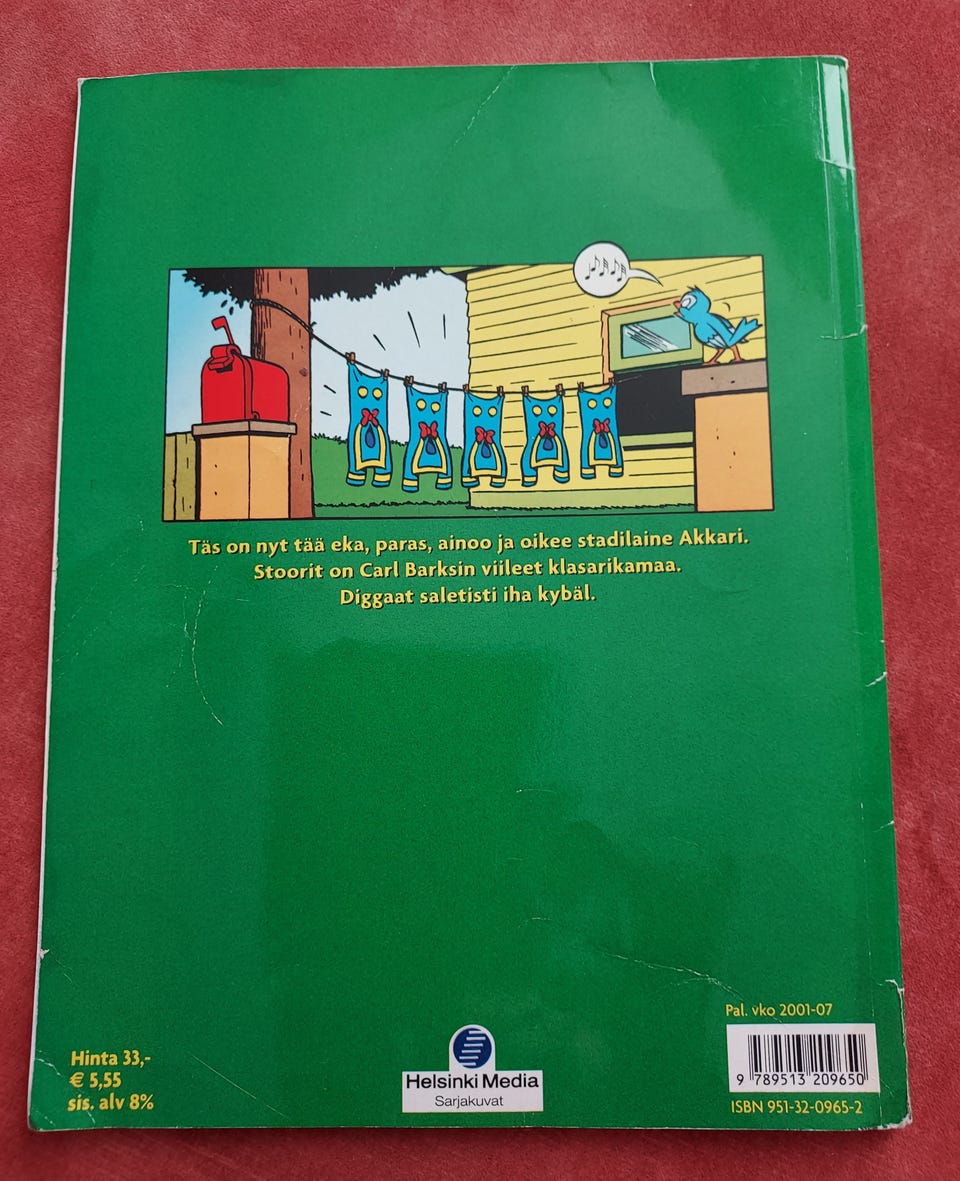 Täs on nyt tää eka, paras, ainoo ja oikee stadilaine Akkari.
Stoorit on Carl Barksin viileet klasarikamaa.
Diggaat saletisti iha kybäl.
Hinta 33,-
€ 5,55
sis. alv 8%
Helsinki Media
Sarjakuvat
Pal. vko 2001-07
9 789513 209650
ISBN 951-32-0965-2